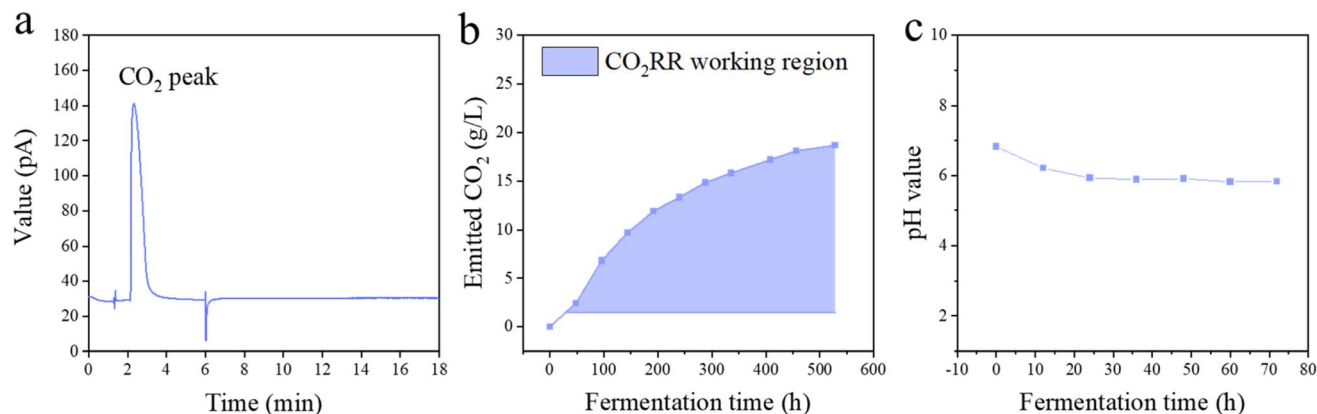 a
180
160
140
120
100
80
60
40
20
0
Value (pA)
CO₂ peak
0 2 4 6 8 10 12 14 16 18
Time (min)
b
30
25
20
15
10
5
0
Emitted CO₂ (g/L)
CO₂RR working region
0 100 200 300 400 500 600
Fermentation time (h)
c
10
8
6
4
2
pH value
-10 0 10 20 30 40 50 60 70 80
Fermentation time (h)